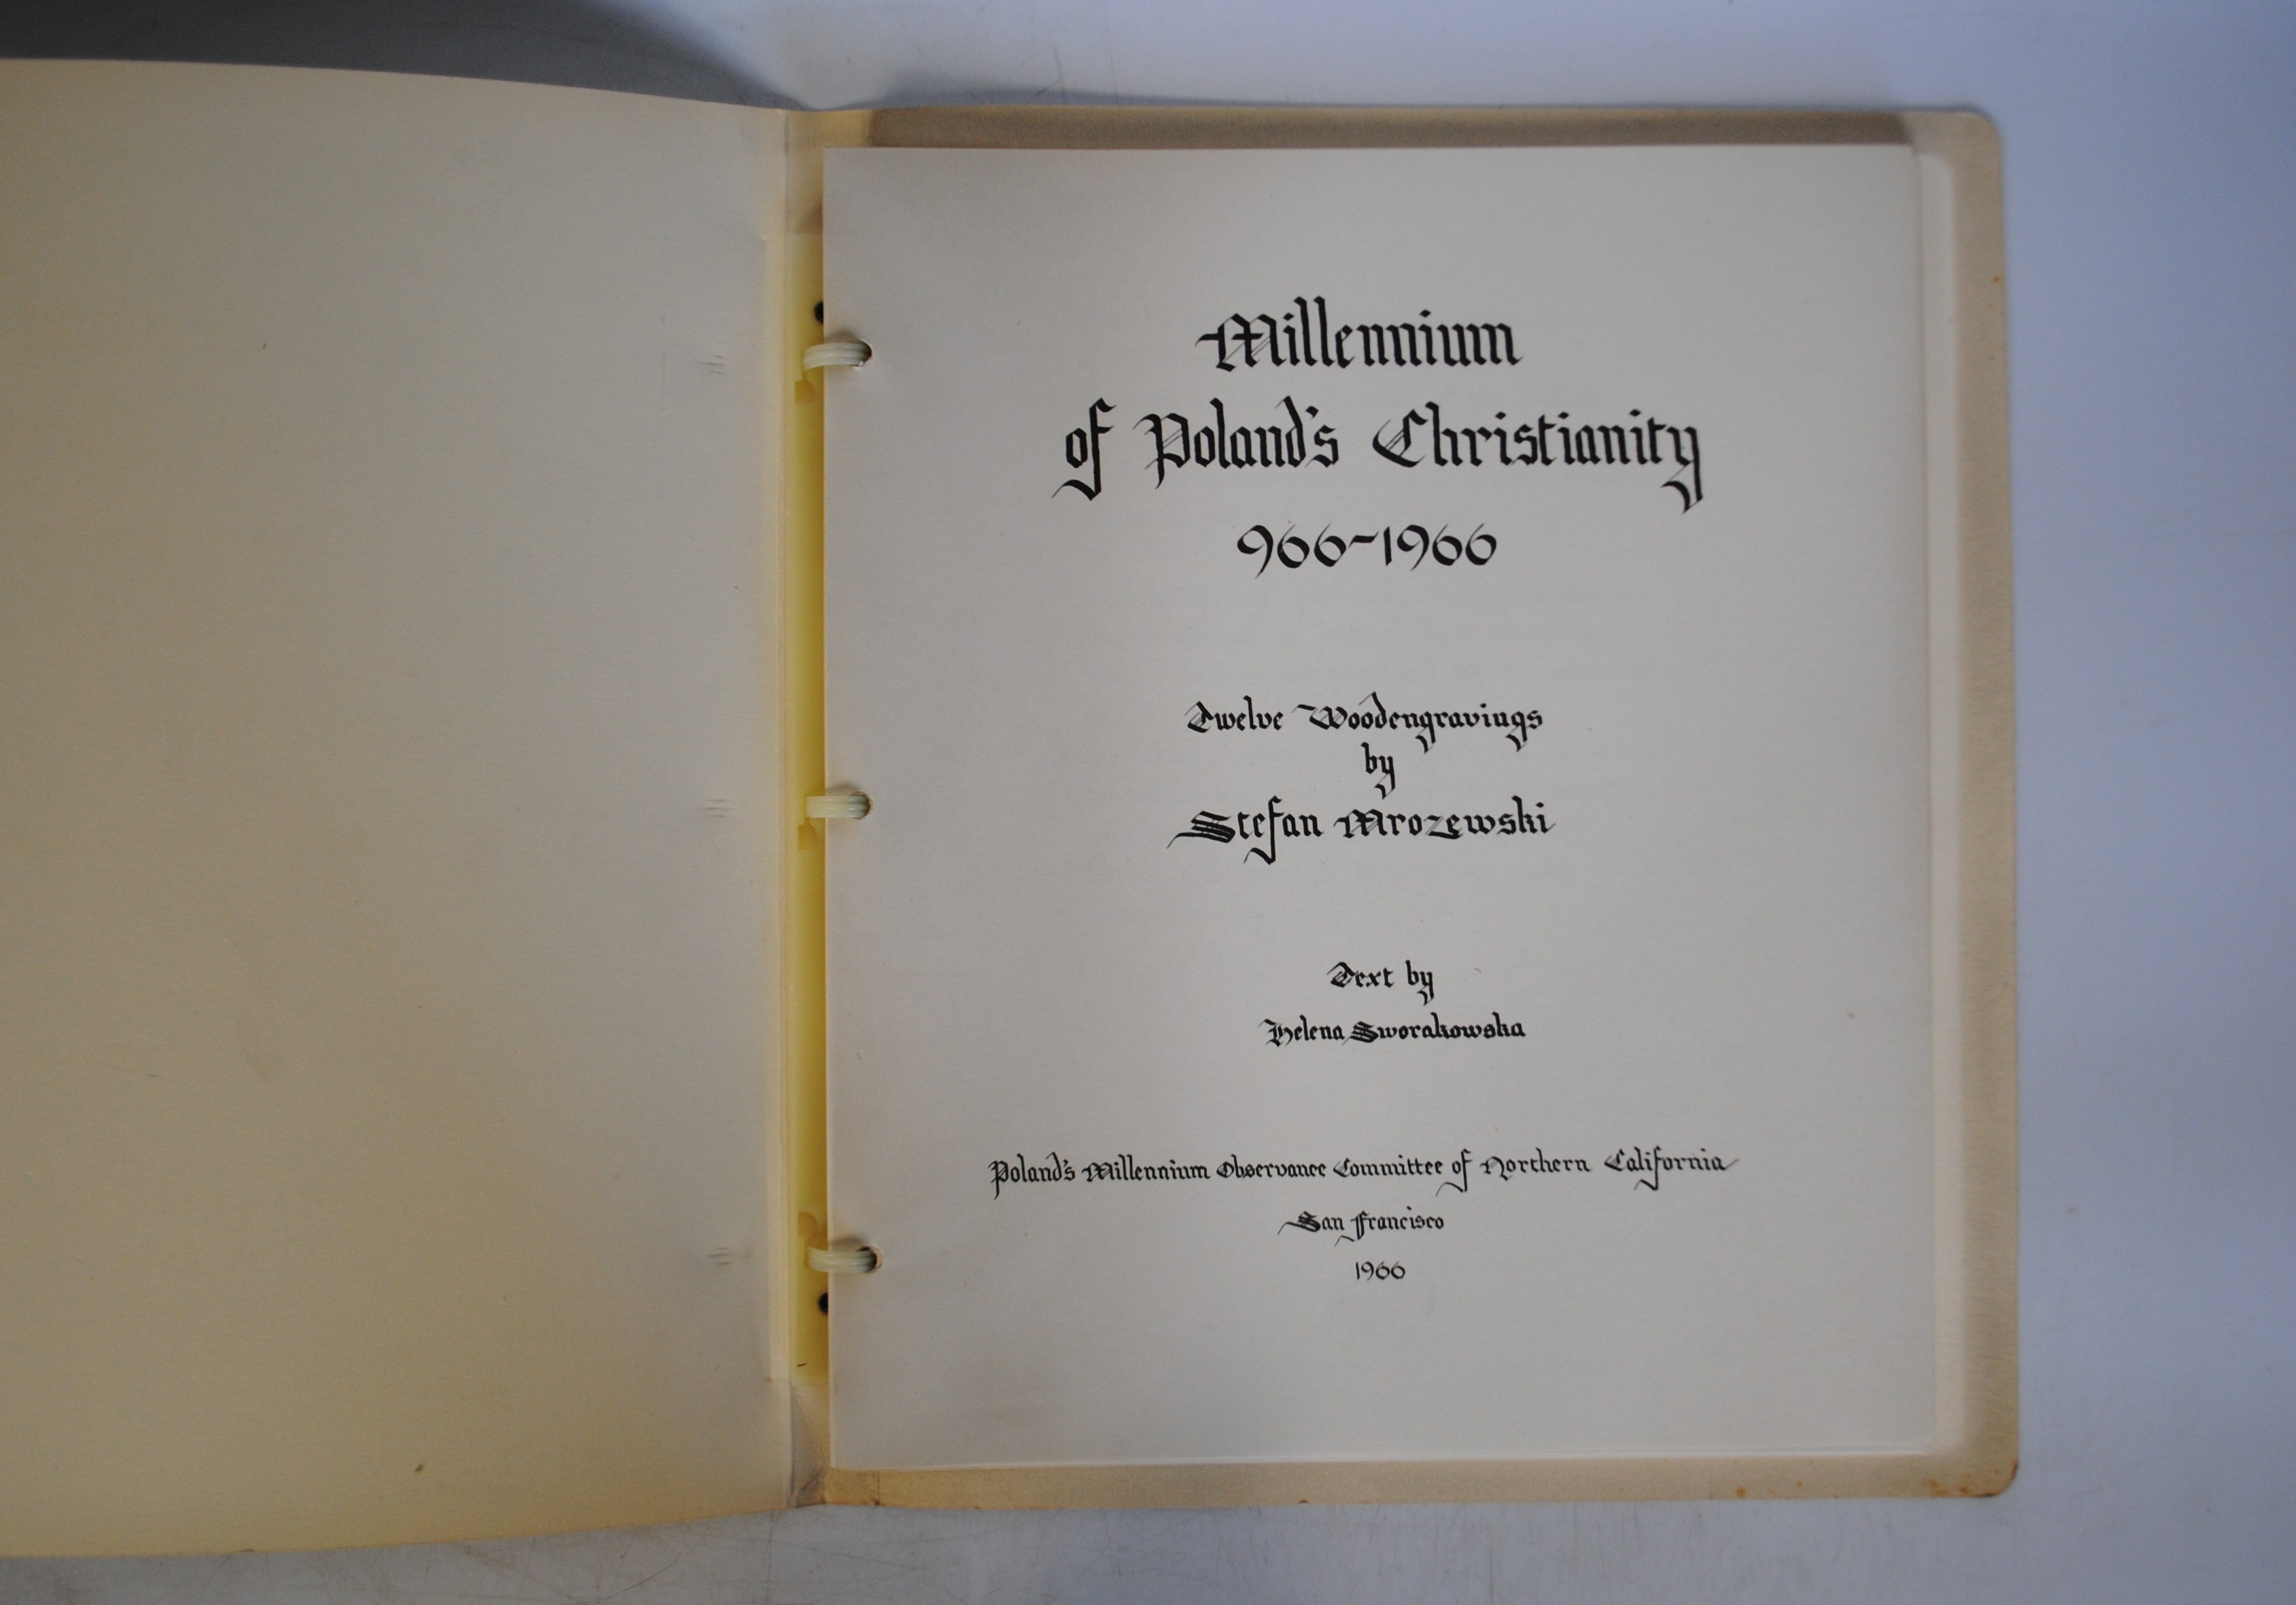 Millennium
of Poland's Christianity
966-1966
Twelve Woodengravings
by
Stefan Mrozewski
Text by
Helena Sworakowska
Poland's Millennium Observance Committee of Northern California
San Francisco
1966